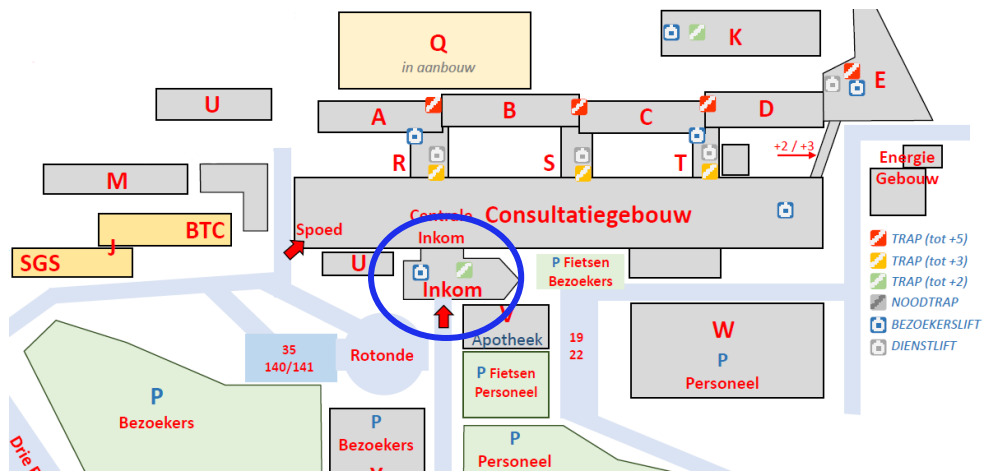 Q
in aanbouw
K
E
U
A
B
C
D
R
S
T
+2 / +3
Energie
Gebouw
M
Centrale
Consultatiegebouw
Spoed
Inkom
BTC
J
SGS
U
Inkom
P Fietsen
Bezoekers
TRAP (tot +5)
TRAP (tot +3)
TRAP (tot +2)
NOODTRAP
BEZOEKERSLIFT
DIENSTLIFT
V
Apotheek
19
22
W
P
Personeel
35
140/141
Rotonde
P Fietsen
Personeel
P
Bezoekers
P
Bezoekers
P
Personeel
Drie